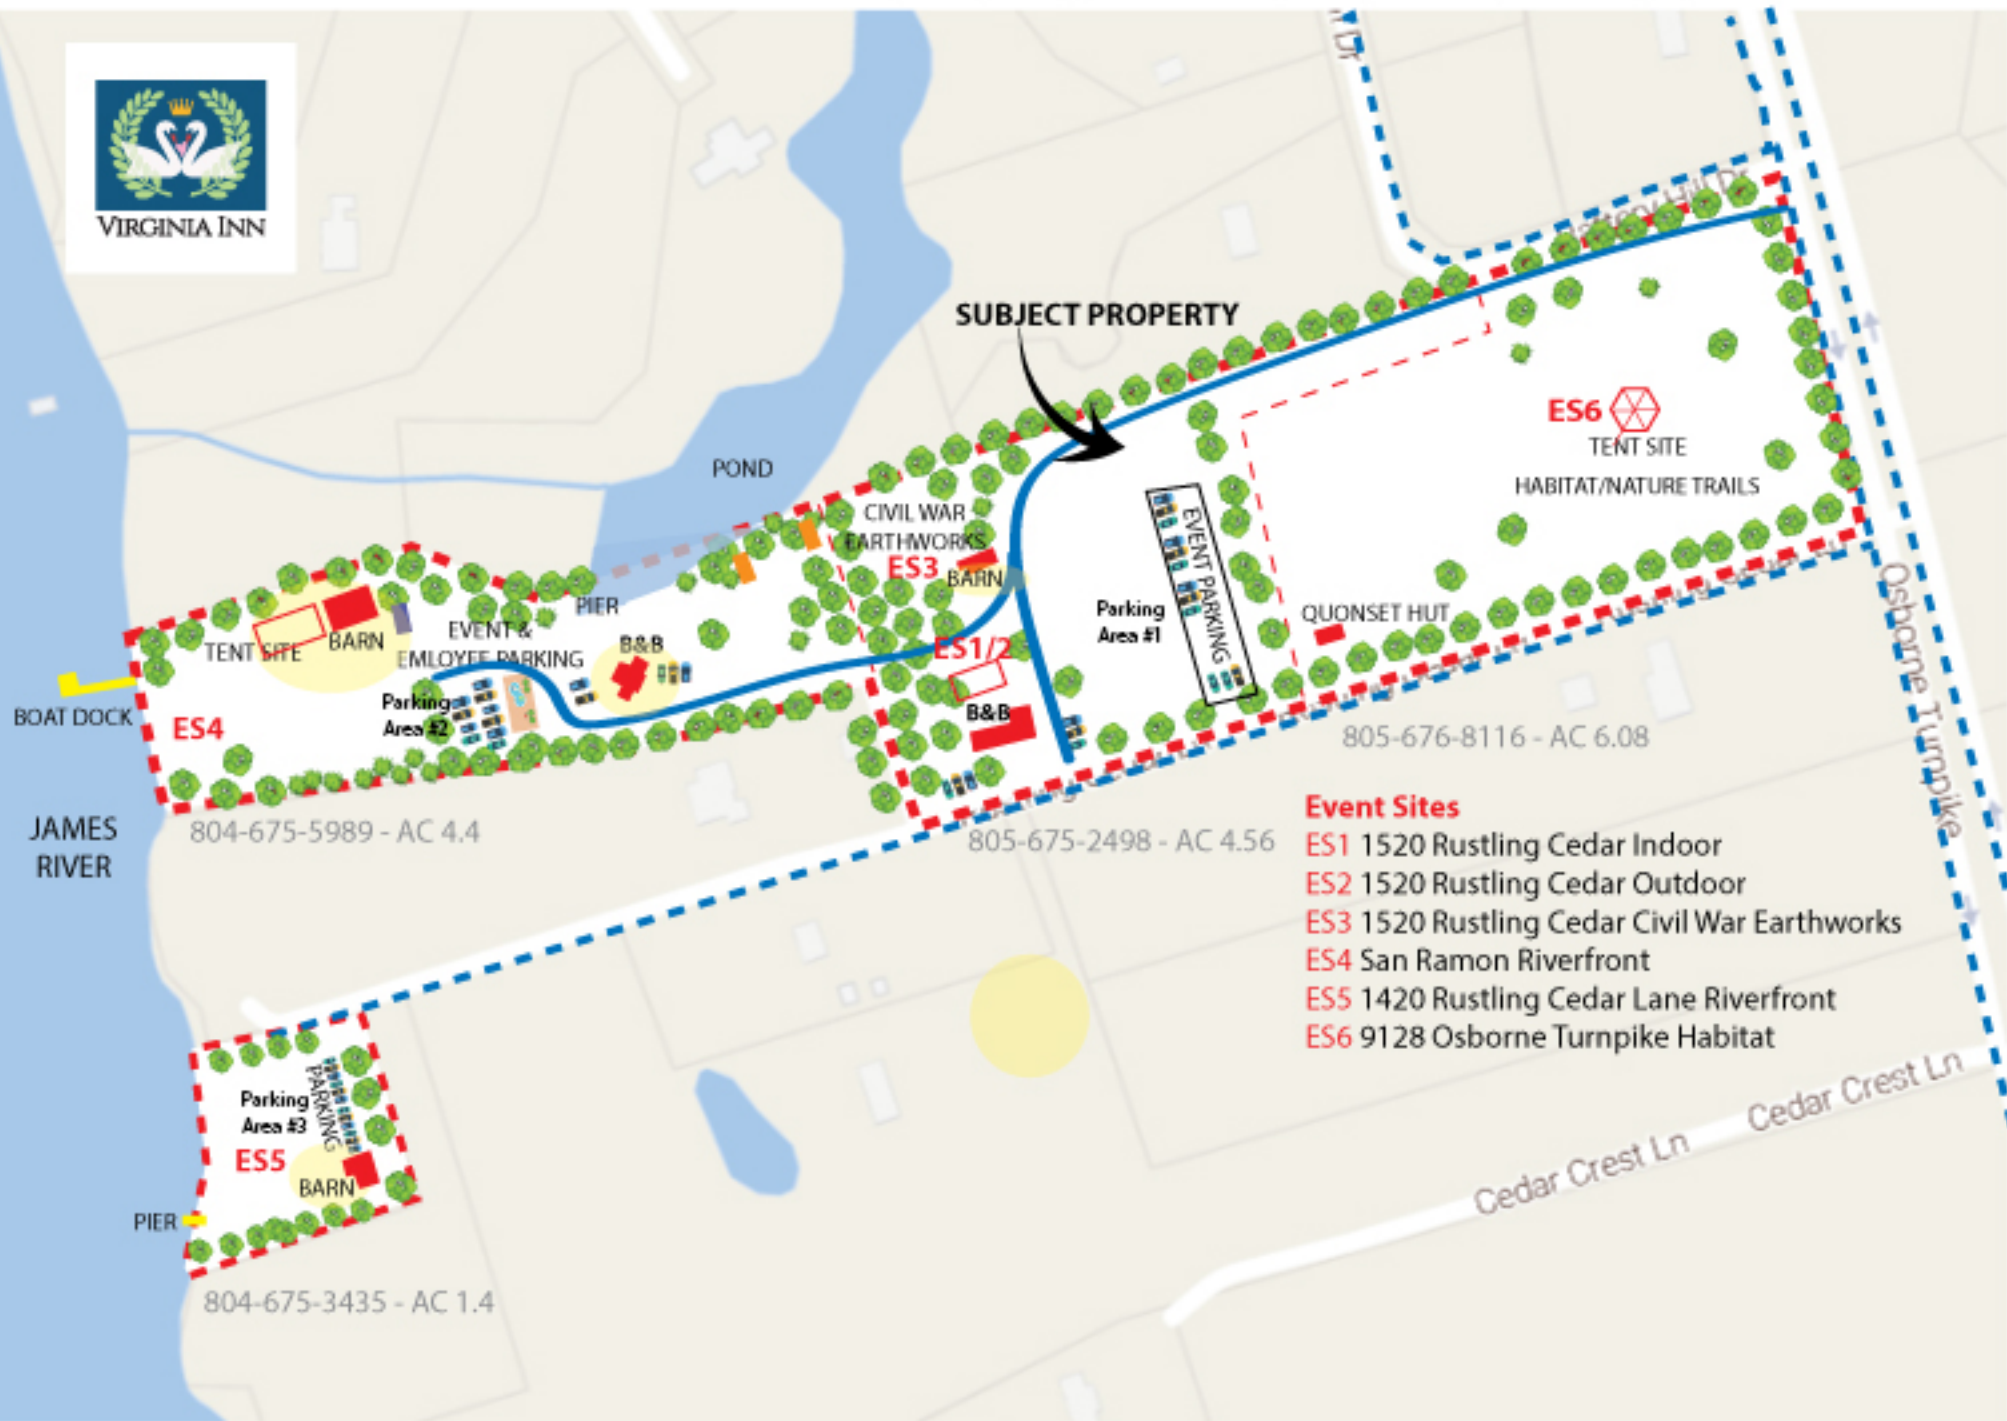 VIRGINIA INN
SUBJECT PROPERTY
POND
CIVIL WAR
EARTHWORKS
ES3
BARN
ES6
TENT SITE
HABITAT/NATURE TRAILS
EVENT PARKING
Parking
Area #1
QUONSET HUT
PIER
TENT SITE
BARN
EVENT &
EMLOYEE PARKING
B&B
ES1/2
B&B
Parking
Area #2
BOAT DOCK
ES4
JAMES
RIVER
804-675-5989 - AC 4.4
805-675-2498 - AC 4.56
805-676-8116 - AC 6.08
Osborne Turnpike
Event Sites
ES1 1520 Rustling Cedar Indoor
ES2 1520 Rustling Cedar Outdoor
ES3 1520 Rustling Cedar Civil War Earthworks
ES4 San Ramon Riverfront
ES5 1420 Rustling Cedar Lane Riverfront
ES6 9128 Osborne Turnpike Habitat
Parking
Area #3
PARKING
ES5
BARN
PIER
804-675-3435 - AC 1.4
Cedar Crest Ln
Cedar Crest Ln